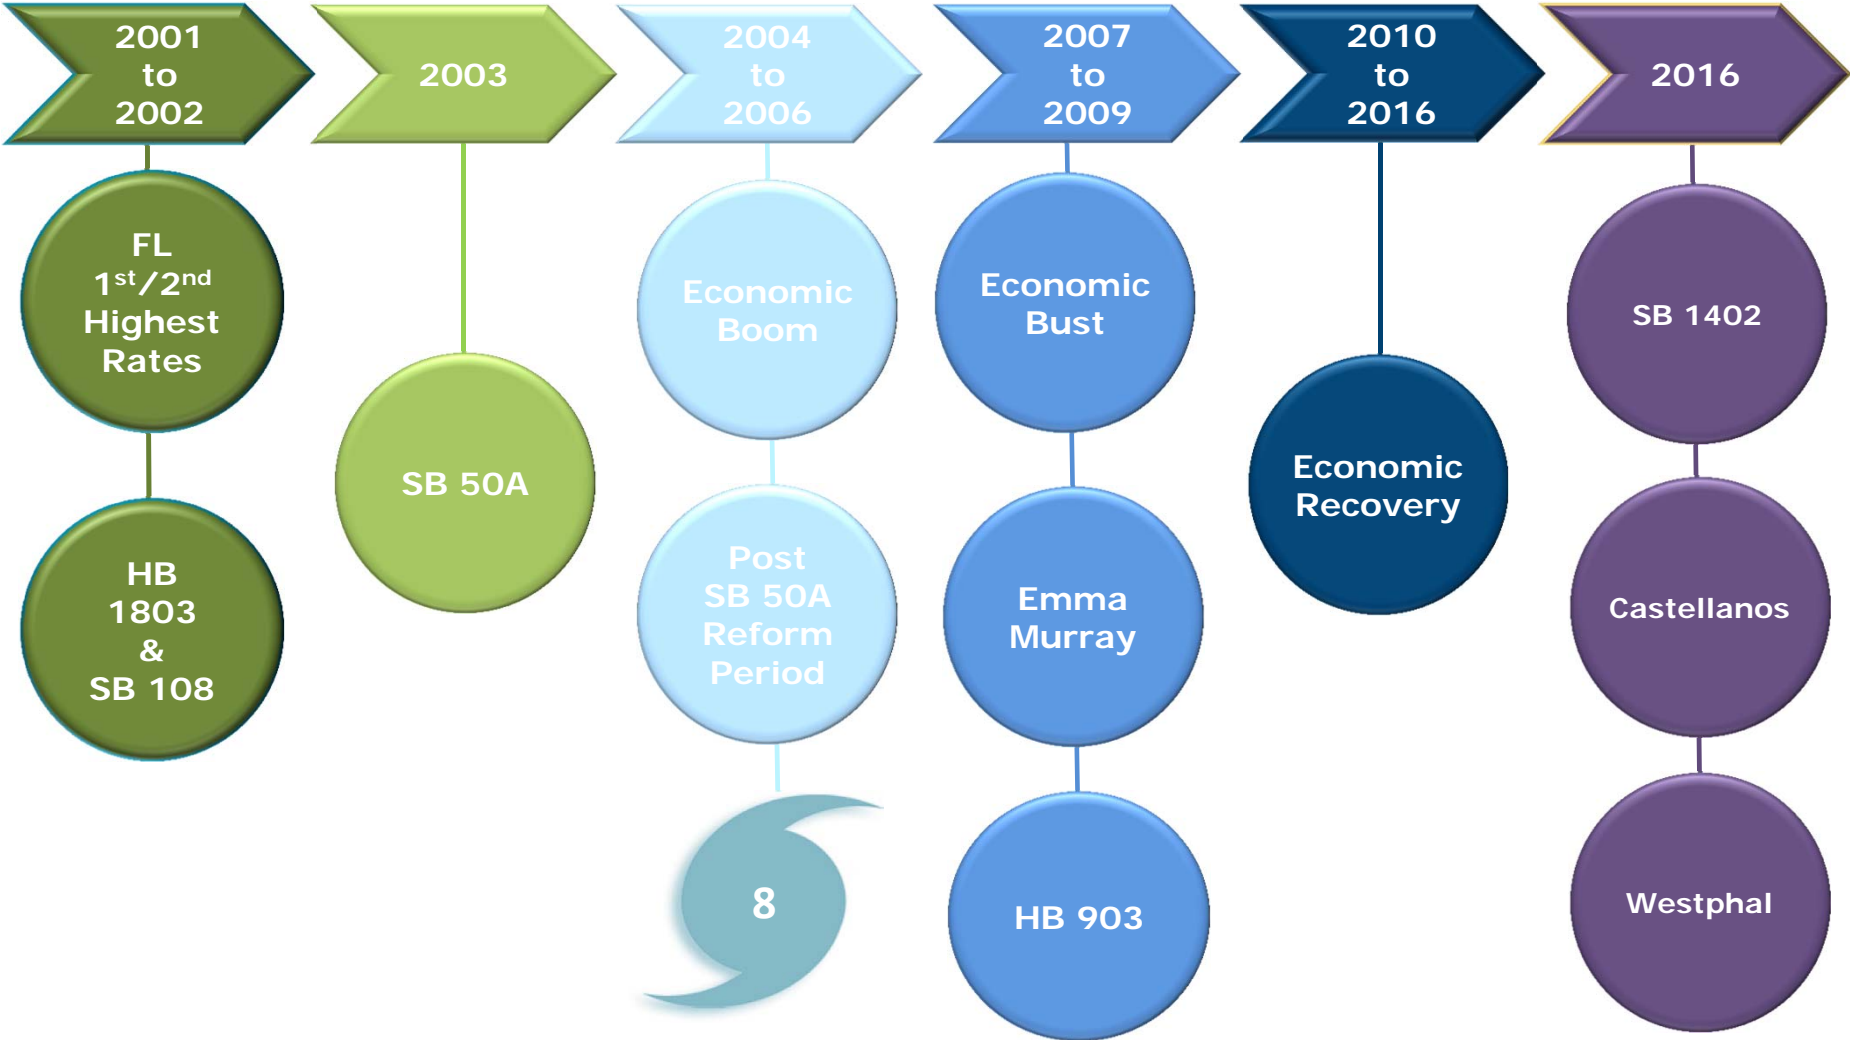 2001
to
2002
2003
2004
to
2006
2007
to
2009
2010
to
2016
2016
FL
1st/2nd
Highest
Rates
HB
1803
&
SB 108
SB 50A
Economic
Boom
Post
SB 50A
Reform
Period
8
Economic
Bust
Emma
Murray
HB 903
Economic
Recovery
SB 1402
Castellanos
Westphal